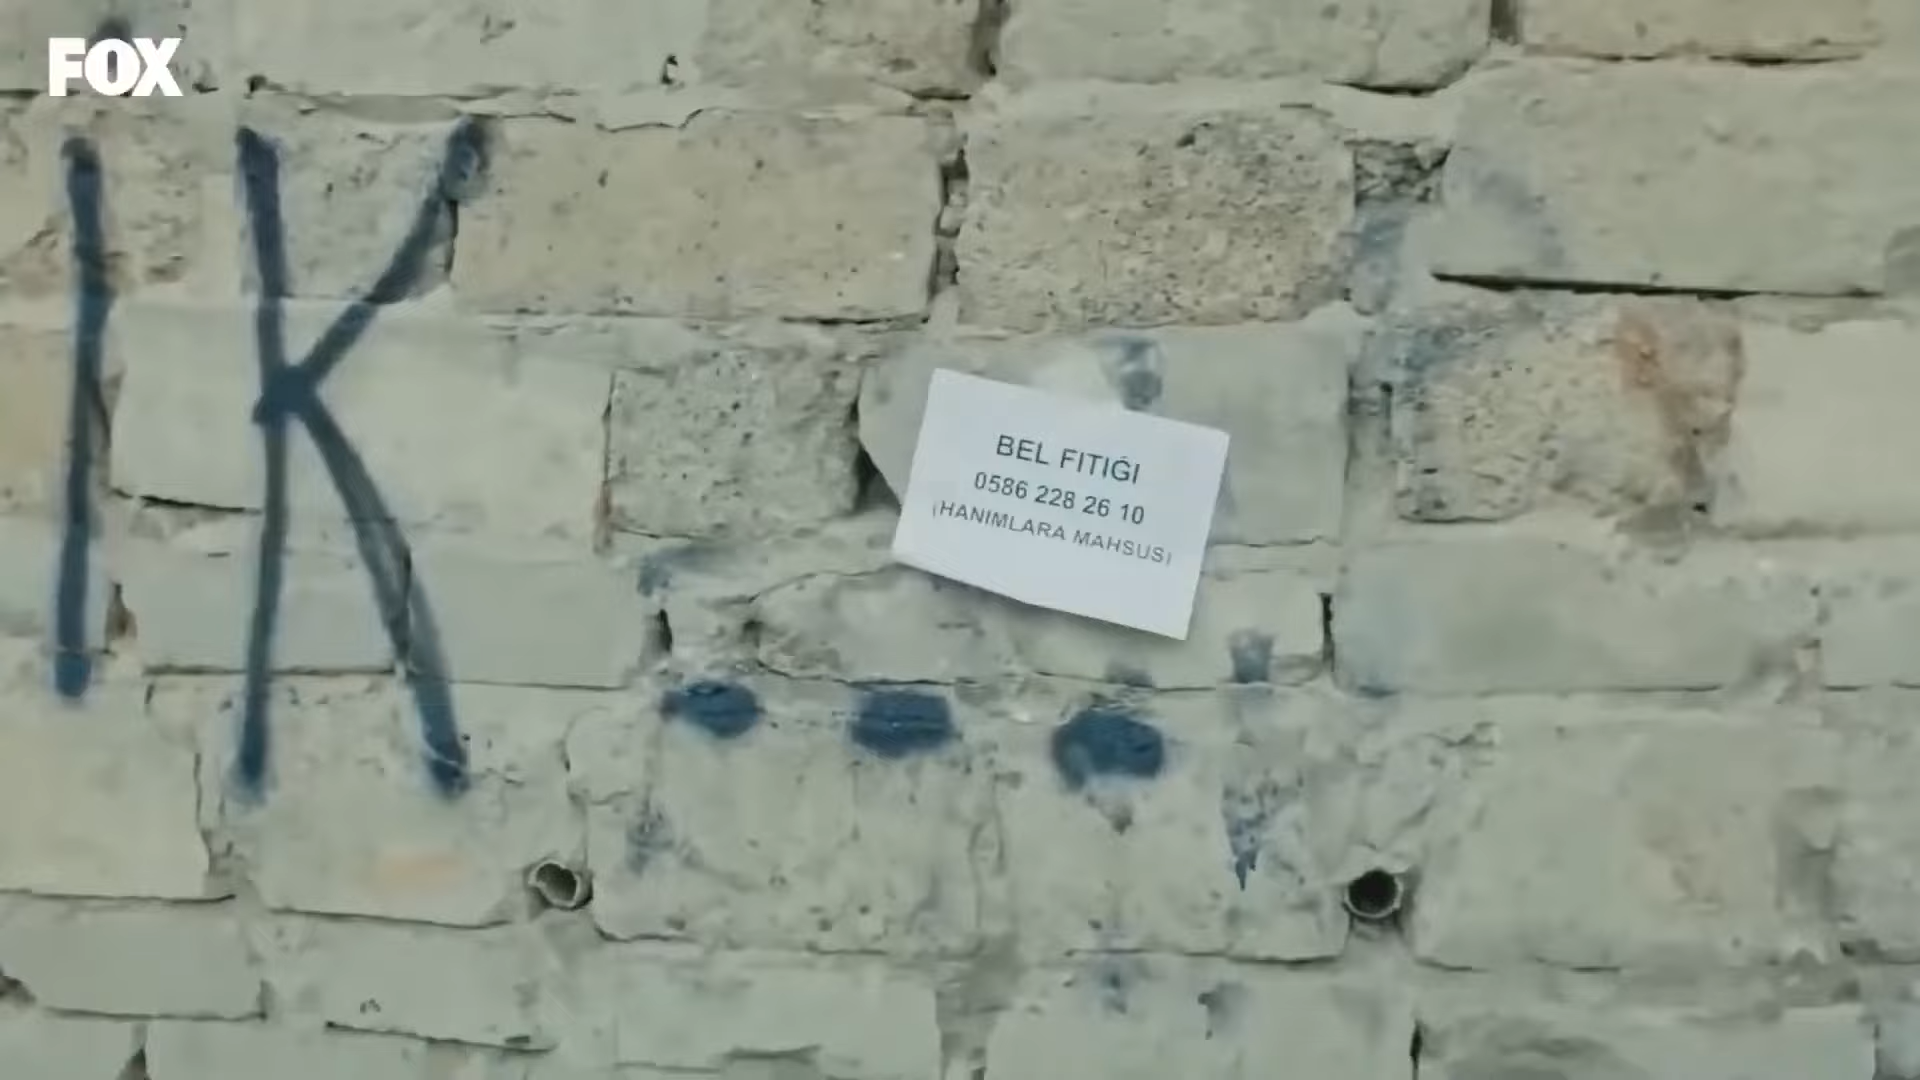 FOX
IK...
BEL FITIĞI
0586 228 26 10
(HANIMLARA MAHSUS)